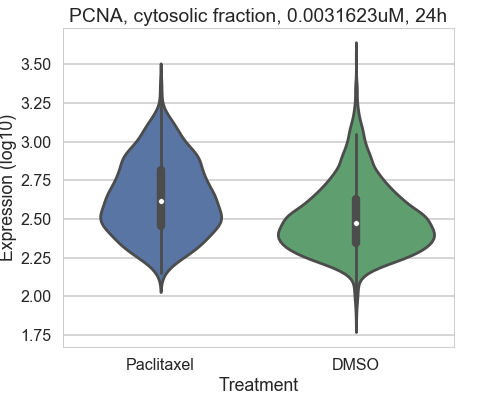 PCNA, cytosolic fraction, 0.0031623uM, 24h
Expression (log10)
3.50
3.25
3.00
2.75
2.50
2.25
2.00
1.75
Paclitaxel DMSO
Treatment